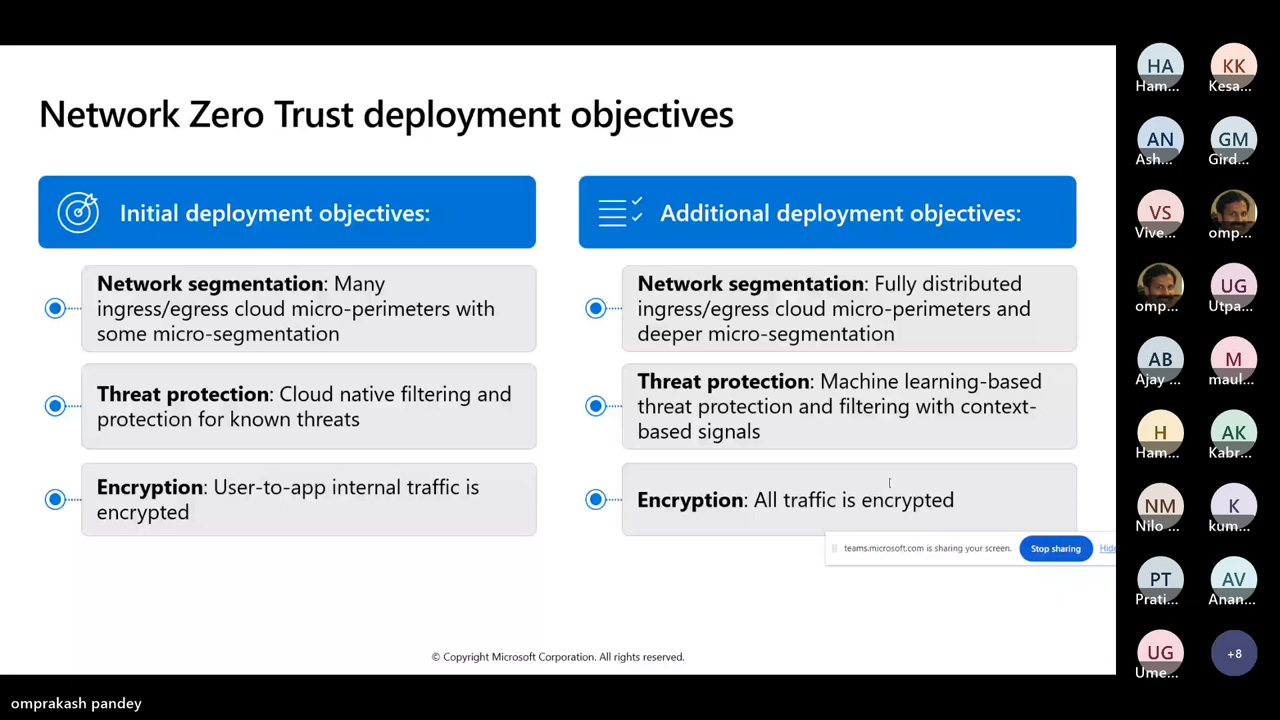 Network Zero Trust deployment objectives
Initial deployment objectives:
Network segmentation: Many
ingress/egress cloud micro-perimeters with
some micro-segmentation
Threat protection: Cloud native filtering and
protection for known threats
Encryption: User-to-app internal traffic is
encrypted
Additional deployment objectives:
Network segmentation: Fully distributed
ingress/egress cloud micro-perimeters and
deeper micro-segmentation
Threat protection: Machine learning-based
threat protection and filtering with context-
based signals
Encryption: All traffic is encrypted
teams.microsoft.com is sharing your screen.
Stop sharing
Hide
© Copyright Microsoft Corporation. All rights reserved.
omprakash pandey
HA
Ham...
KK
Kesa...
AN
Ash...
GM
Gird...
VS
Vive...
omp...
omp...
UG
Utpa...
AB
Ajay ...
M
maul...
H
Ham...
AK
Kabr...
NM
Nilo ...
K
kum...
PT
Prati...
AV
Anan...
UG
Ume...
+8